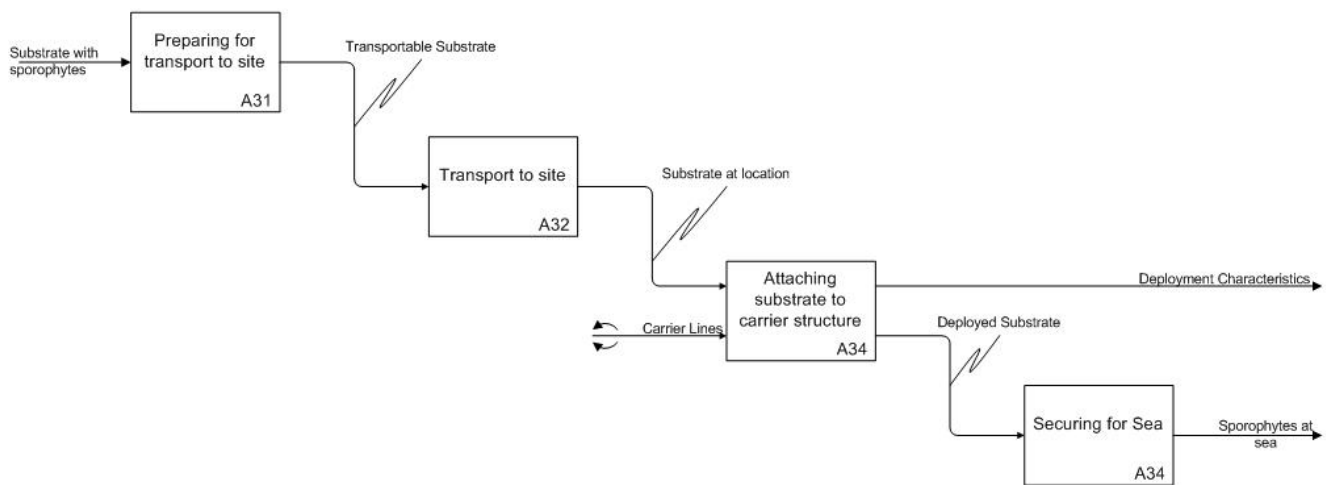 Substrate with
sporophytes
Preparing for
transport to site
A31
Transportable Substrate
Transport to site
A32
Substrate at location
Attaching
substrate to
carrier structure
A34
Carrier Lines
Deployment Characteristics
Deployed Substrate
Securing for Sea
A34
Sporophytes at
sea